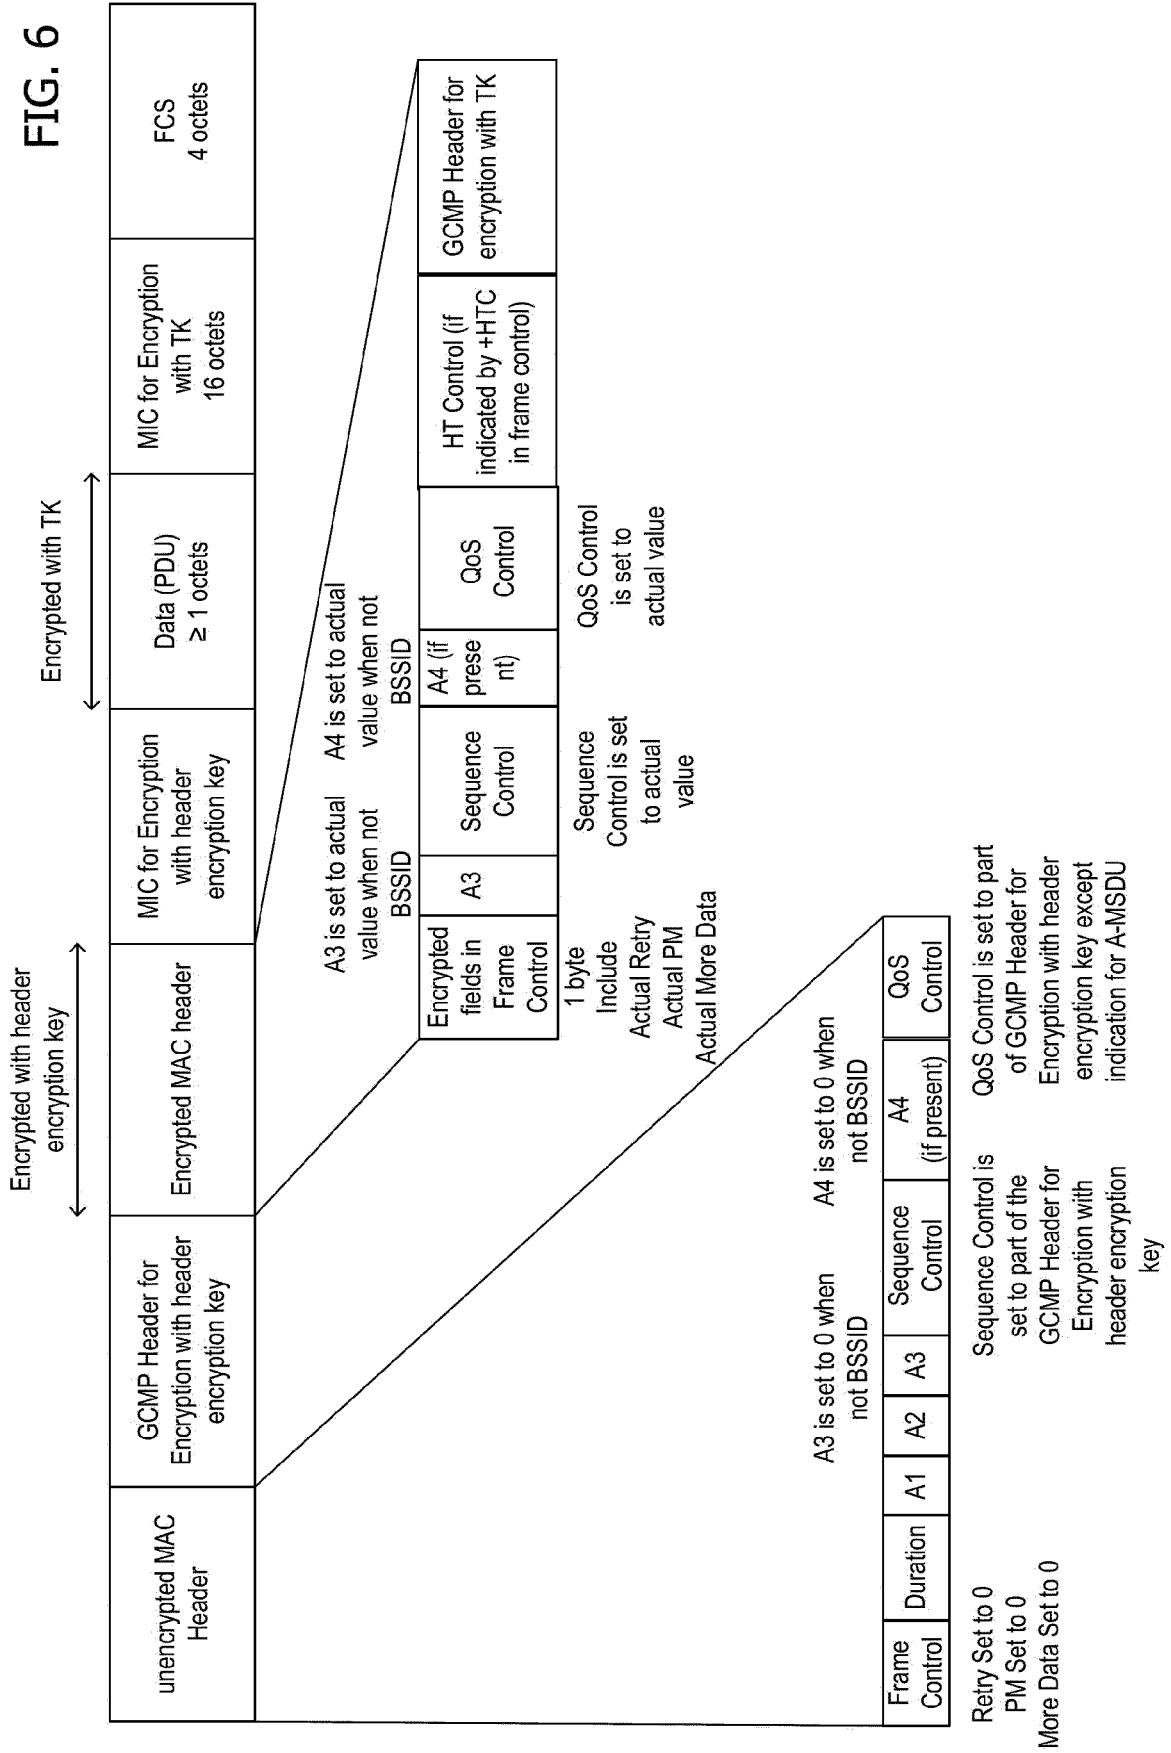 FIG. 6
Encrypted with header
encryption key
Encrypted with TK
unencrypted MAC
Header
GCMP Header for
Encryption with header
encryption key
Encrypted MAC header
MIC for Encryption
with header
encryption key
Data (PDU)
≥ 1 octets
MIC for Encryption
with TK
16 octets
FCS
4 octets
A3 is set to actual
value when not
BSSID
A4 is set to actual
value when not
BSSID
Encrypted
fields in
Frame
Control
A3
Sequence
Control
A4 (if
prese
nt)
QoS
Control
HT Control (if
indicated by +HTC
in frame control)
GCMP Header for
encryption with TK
1 byte
Include
Actual Retry
Actual PM
Actual More Data
Sequence
Control is set
to actual
value
QoS Control
is set to
actual value
A3 is set to 0 when
not BSSID
A4 is set to 0 when
not BSSID
Frame
Control
Duration
A1
A2
A3
Sequence
Control
A4
(if present)
QoS
Control
Retry Set to 0
PM Set to 0
More Data Set to 0
Sequence Control is
set to part of the
GCMP Header for
Encryption with
header encryption
key
QoS Control is set to part
of GCMP Header for
Encryption with header
encryption key except
indication for A-MSDU